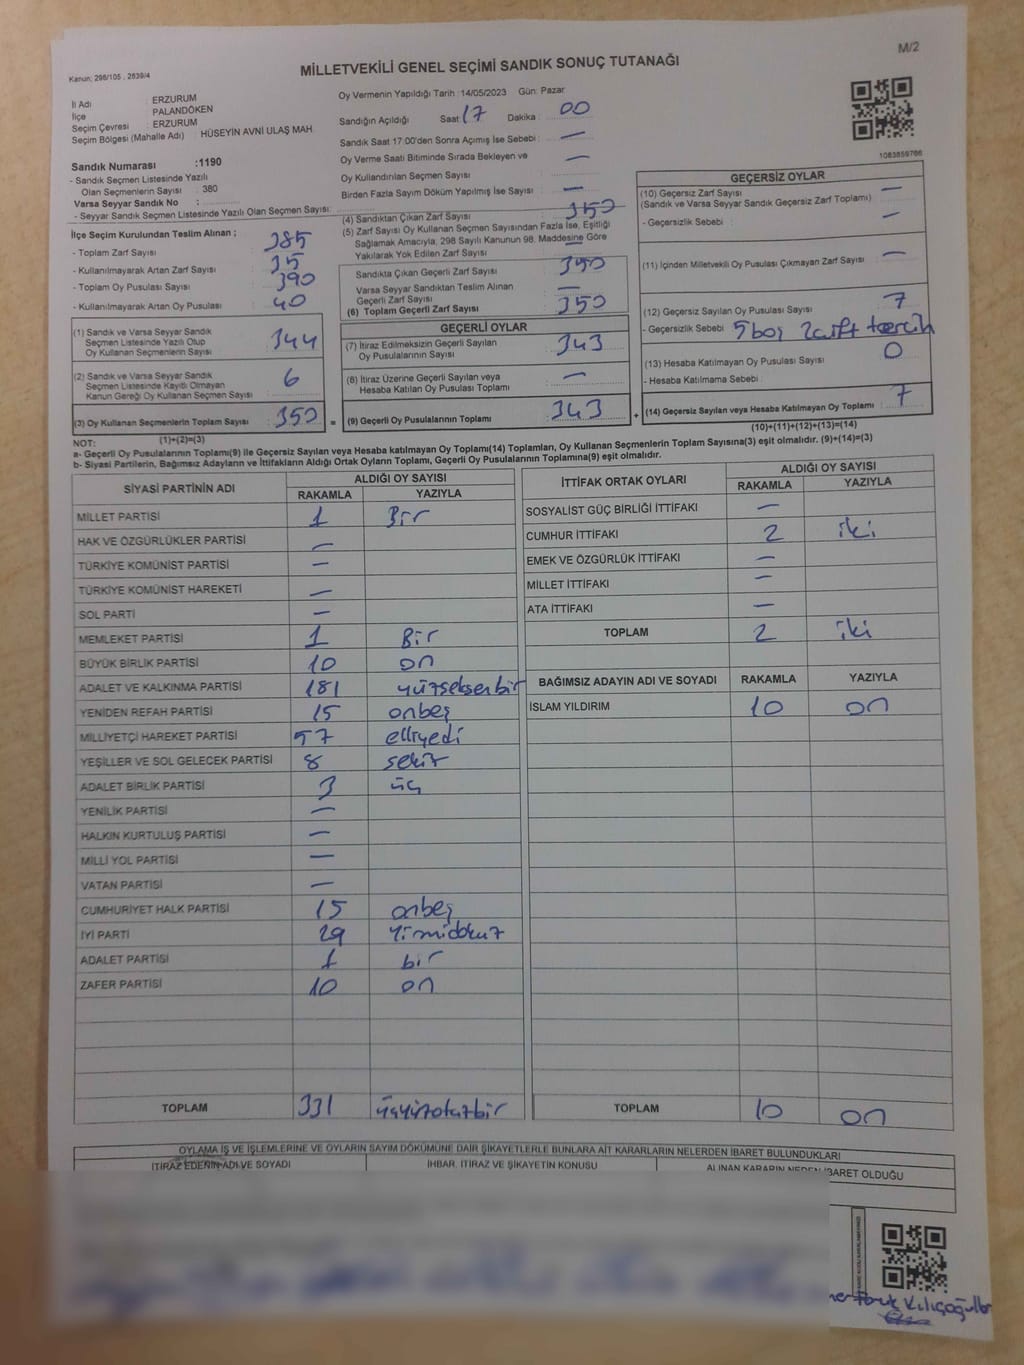 M/2
Kanun: 298/105 , 2839/4
MİLLETVEKİLİ GENEL SEÇİMİ SANDIK SONUÇ TUTANAĞI
İl Adı : ERZURUM
İlçe : PALANDÖKEN
Seçim Çevresi : ERZURUM
Seçim Bölgesi (Mahalle Adı) : HÜSEYİN AVNİ ULAŞ MAH.
Sandık Numarası :1190
- Sandık Seçmen Listesinde Yazılı
Olan Seçmenlerin Sayısı : 380
Varsa Seyyar Sandık No :
- Seyyar Sandık Seçmen Listesinde Yazılı Olan Seçmen Sayısı:
Oy Vermenin Yapıldığı Tarih :14/05/2023 Gün: Pazar
Sandığın Açıldığı Saat: 17 Dakika : 00
Sandık Saat 17:00'den Sonra Açımış İse Sebebi : —
Oy Verme Saati Bitiminde Sırada Bekleyen ve
Oy Kullandırılan Seçmen Sayısı : —
Birden Fazla Sayım Döküm Yapılmış İse Sayısı : —
1083859766
İlçe Seçim Kurulundan Teslim Alınan ;
- Toplam Zarf Sayısı : 385
- Kullanılmayarak Artan Zarf Sayısı : 35
- Toplam Oy Pusulası Sayısı : 390
- Kullanılmayarak Artan Oy Pusulası : 40
(1) Sandık ve Varsa Seyyar Sandık
Seçmen Listesinde Yazılı Olup
Oy Kullanan Seçmenlerin Sayısı : 344
(2) Sandık ve Varsa Seyyar Sandık
Seçmen Listesinde Kayıtlı Olmayan
Kanun Gereği Oy Kullanan Seçmen Sayısı : 6
(3) Oy Kullanan Seçmenlerin Toplam Sayısı : 350
(1)+(2)=(3)
(4) Sandıktan Çıkan Zarf Sayısı : 350
(5) Zarf Sayısı Oy Kullanan Seçmen Sayısından Fazla İse, Eşitliği
Sağlamak Amacıyla, 298 Sayılı Kanunun 98. Maddesine Göre
Yakılarak Yok Edilen Zarf Sayısı : —
Sandıkta Çıkan Geçerli Zarf Sayısı : 350
Varsa Seyyar Sandıktan Teslim Alınan
Geçerli Zarf Sayısı : —
(6) Toplam Geçerli Zarf Sayısı : 350
GEÇERLİ OYLAR
(7) İtiraz Edilmeksizin Geçerli Sayılan
Oy Pusulalarının Sayısı : 343
(8) İtiraz Üzerine Geçerli Sayılan veya
Hesaba Katılan Oy Pusulaları Toplamı : —
= (9) Geçerli Oy Pusulalarının Toplamı : 343
GEÇERSİZ OYLAR
(10) Geçersiz Zarf Sayısı : —
(Sandık ve Varsa Seyyar Sandık Geçersiz Zarf Toplamı)
- Geçersizlik Sebebi : —
(11) İçinden Milletvekili Oy Pusulası Çıkmayan Zarf Sayısı : —
(12) Geçersiz Sayılan Oy Pusulası Sayısı : 7
- Geçersizlik Sebebi : 5 boş 2 çift tercih
(13) Hesaba Katılmayan Oy Pusulası Sayısı : 0
- Hesaba Katılmama Sebebi :
+ (14) Geçersiz Sayılan veya Hesaba Katılmayan Oy Toplamı : 7
(10)+(11)+(12)+(13)=(14)
NOT:
a- Geçerli Oy Pusulalarının Toplamı(9) ile Geçersiz Sayılan veya Hesaba katılmayan Oy Toplamı(14) Toplamları, Oy Kullanan Seçmenlerin Toplam Sayısına(3) eşit olmalıdır. (9)+(14)=(3)
b- Siyasi Partilerin, Bağımsız Adayların ve İttifakların Aldığı Ortak Oyların Toplamı, Geçerli Oy Pusulalarının Toplamına(9) eşit olmalıdır.
SİYASİ PARTİNİN ADI ALDIĞI OY SAYISI
RAKAMLA YAZIYLA
MİLLET PARTİSİ 1 Bir
HAK VE ÖZGÜRLÜKLER PARTİSİ —
TÜRKİYE KOMÜNİST PARTİSİ —
TÜRKİYE KOMÜNİST HAREKETİ —
SOL PARTİ —
MEMLEKET PARTİSİ 1 Bir
BÜYÜK BİRLİK PARTİSİ 10 on
ADALET VE KALKINMA PARTİSİ 181 yüzseksenbir
YENİDEN REFAH PARTİSİ 15 onbeş
MİLLİYETÇİ HAREKET PARTİSİ 57 elliyedi
YEŞİLLER VE SOL GELECEK PARTİSİ 8 sekiz
ADALET BİRLİK PARTİSİ 3 üç
YENİLİK PARTİSİ —
HALKIN KURTULUŞ PARTİSİ —
MİLLİ YOL PARTİSİ —
VATAN PARTİSİ —
CUMHURİYET HALK PARTİSİ 15 onbeş
İYİ PARTİ 29 yirmidokuz
ADALET PARTİSİ 1 bir
ZAFER PARTİSİ 10 on
TOPLAM 331 üçyüzotuzbir
İTTİFAK ORTAK OYLARI ALDIĞI OY SAYISI
RAKAMLA YAZIYLA
SOSYALİST GÜÇ BİRLİĞİ İTTİFAKI —
CUMHUR İTTİFAKI 2 iki
EMEK VE ÖZGÜRLÜK İTTİFAKI —
MİLLET İTTİFAKI —
ATA İTTİFAKI —
TOPLAM 2 iki
BAĞIMSIZ ADAYIN ADI VE SOYADI RAKAMLA YAZIYLA
İSLAM YILDIRIM 10 on
TOPLAM 10 on
OYLAMA İŞ VE İŞLEMLERİNE VE OYLARIN SAYIM DÖKÜMÜNE DAİR ŞİKAYETLERLE BUNLARA AİT KARARLARIN NELERDEN İBARET BULUNDUKLARI
İTİRAZ EDENİN ADI VE SOYADI İHBAR, İTİRAZ VE ŞİKAYETİN KONUSU ALINAN KARARIN NEDEN İBARET OLDUĞU